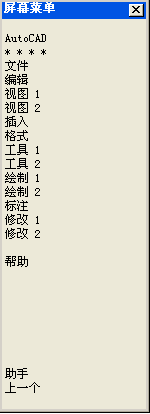 屏幕菜单
AutoCAD
* * * *
文件
编辑
视图 1
视图 2
插入
格式
工具 1
工具 2
绘制 1
绘制 2
标注
修改 1
修改 2
帮助
助手
上一个